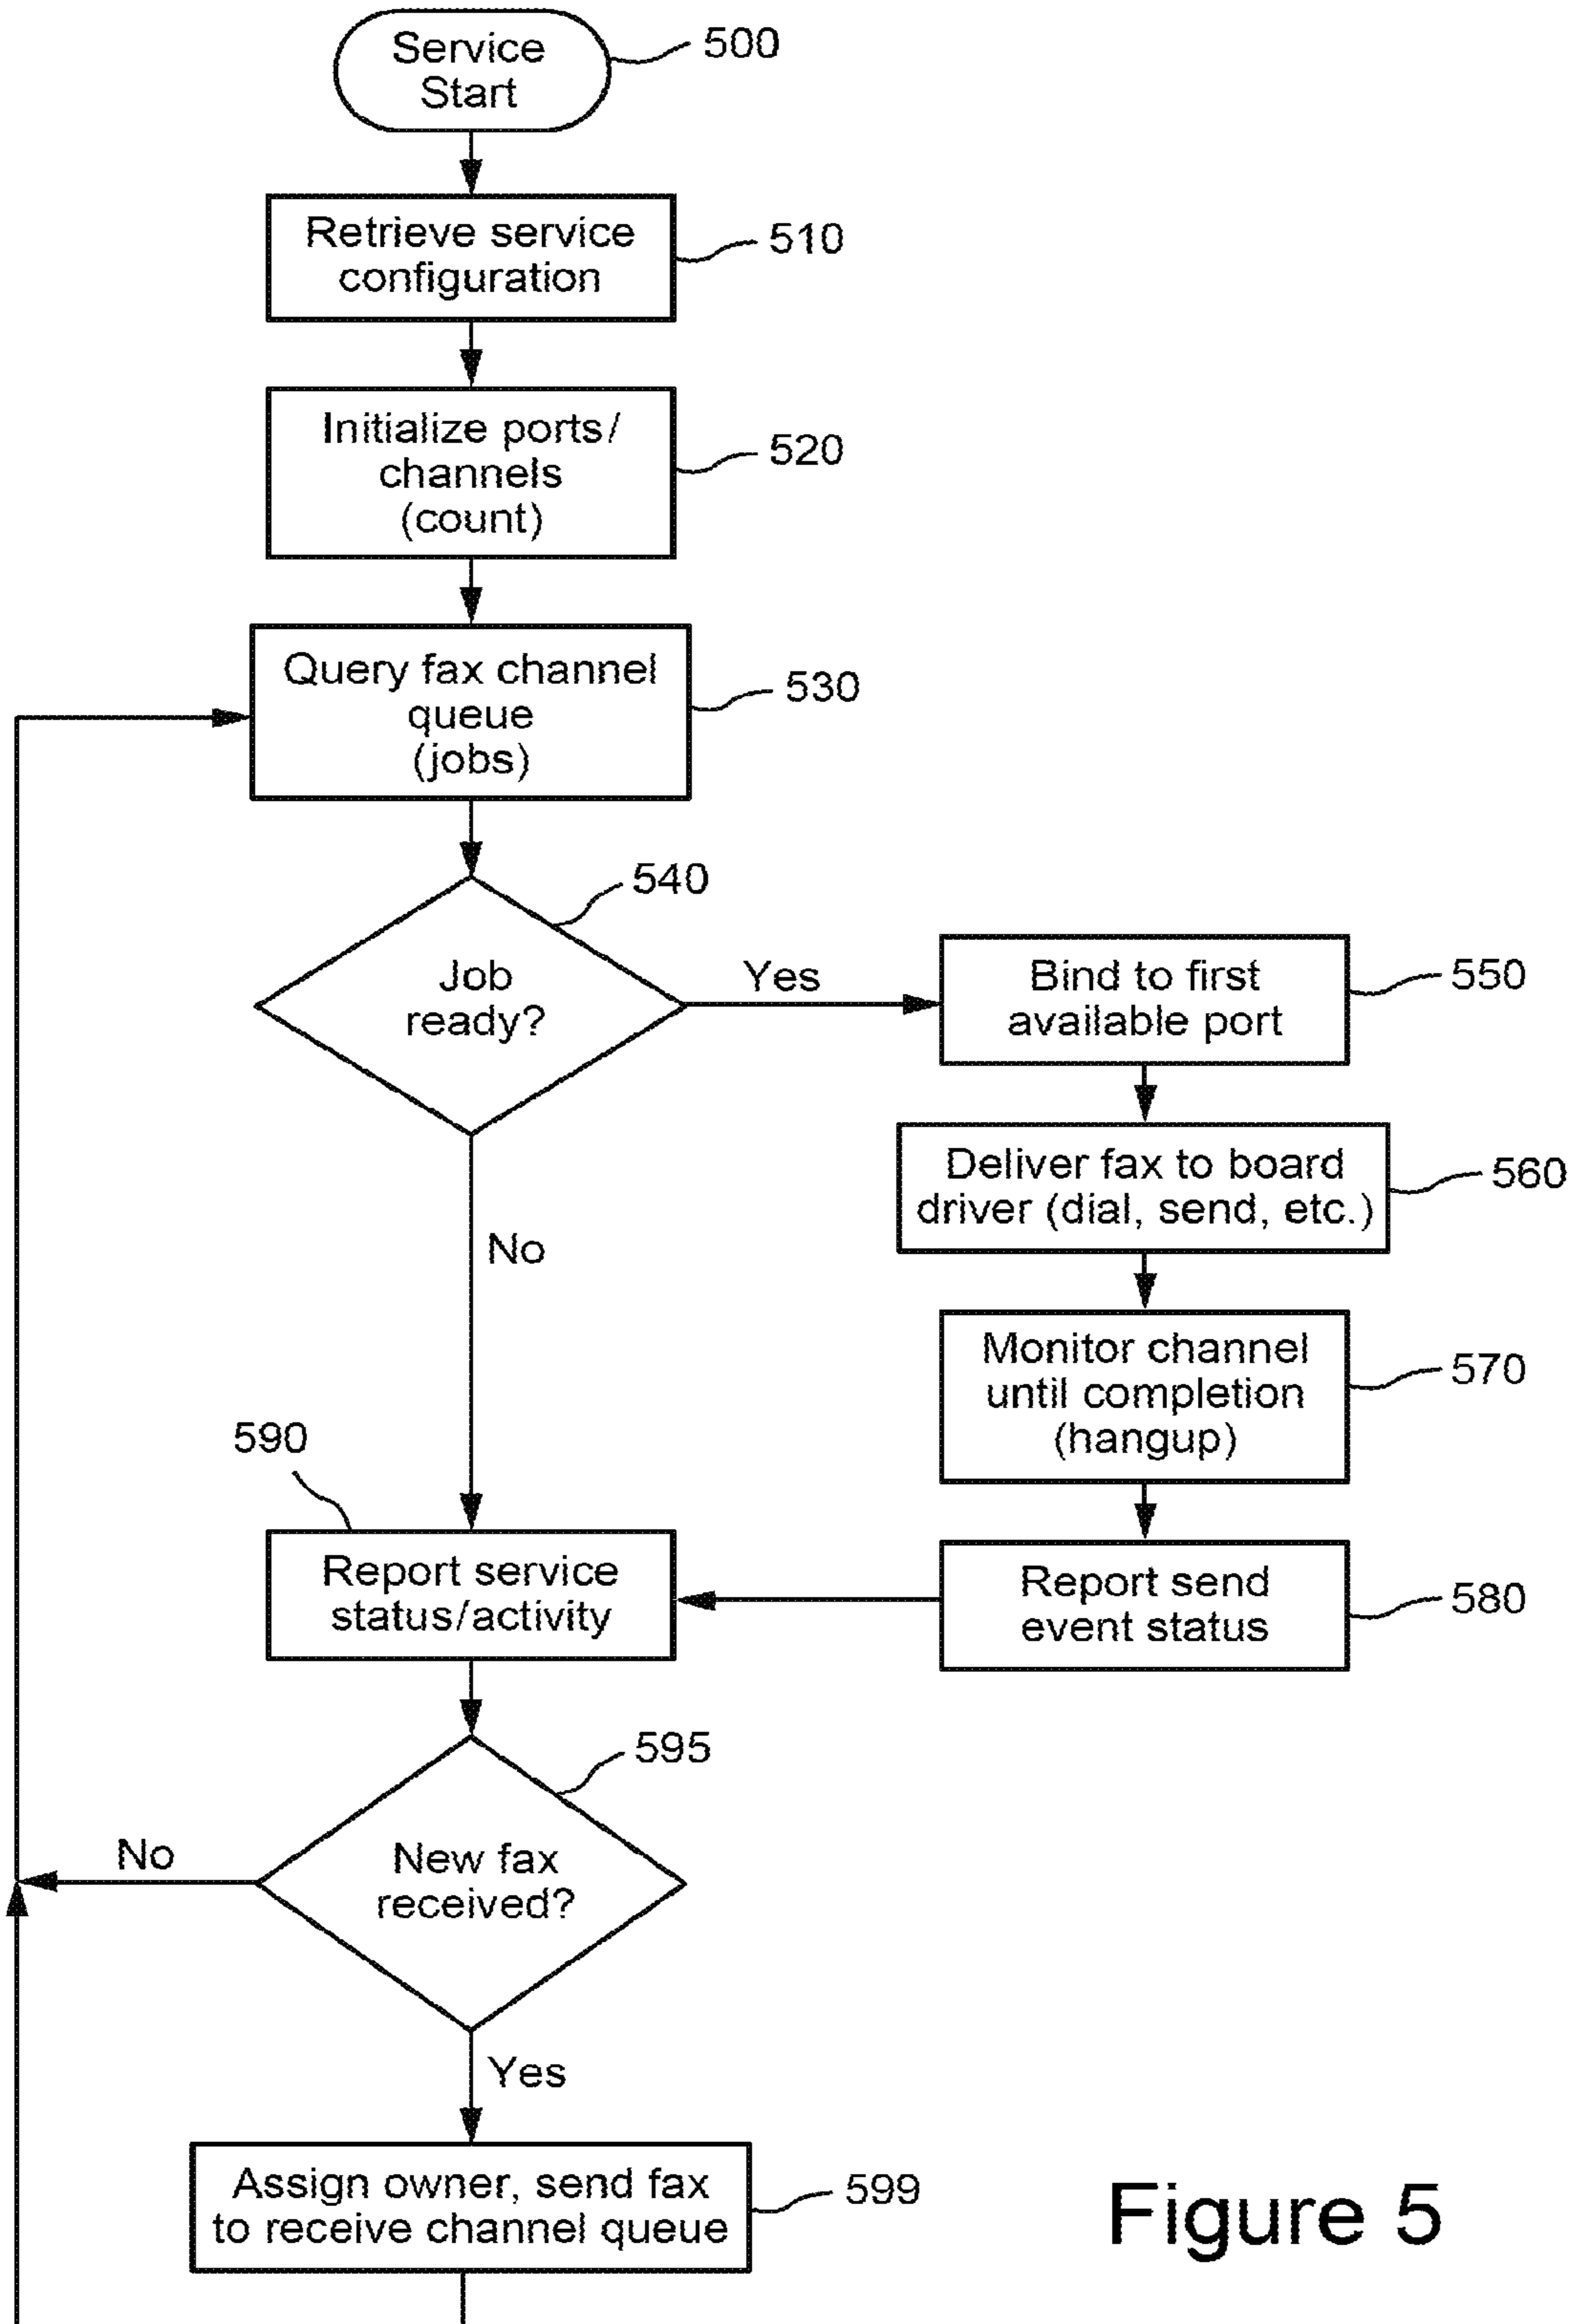 Service
Start
500
Retrieve service
configuration
510
Initialize ports/
channels
(count)
520
Query fax channel
queue
(jobs)
530
540
Job
ready?
Yes
Bind to first
available port
550
Deliver fax to board
driver (dial, send, etc.)
560
No
Monitor channel
until completion
(hangup)
570
590
Report service
status/activity
Report send
event status
580
595
New fax
received?
No
Yes
Assign owner, send fax
to receive channel queue
599
Figure 5